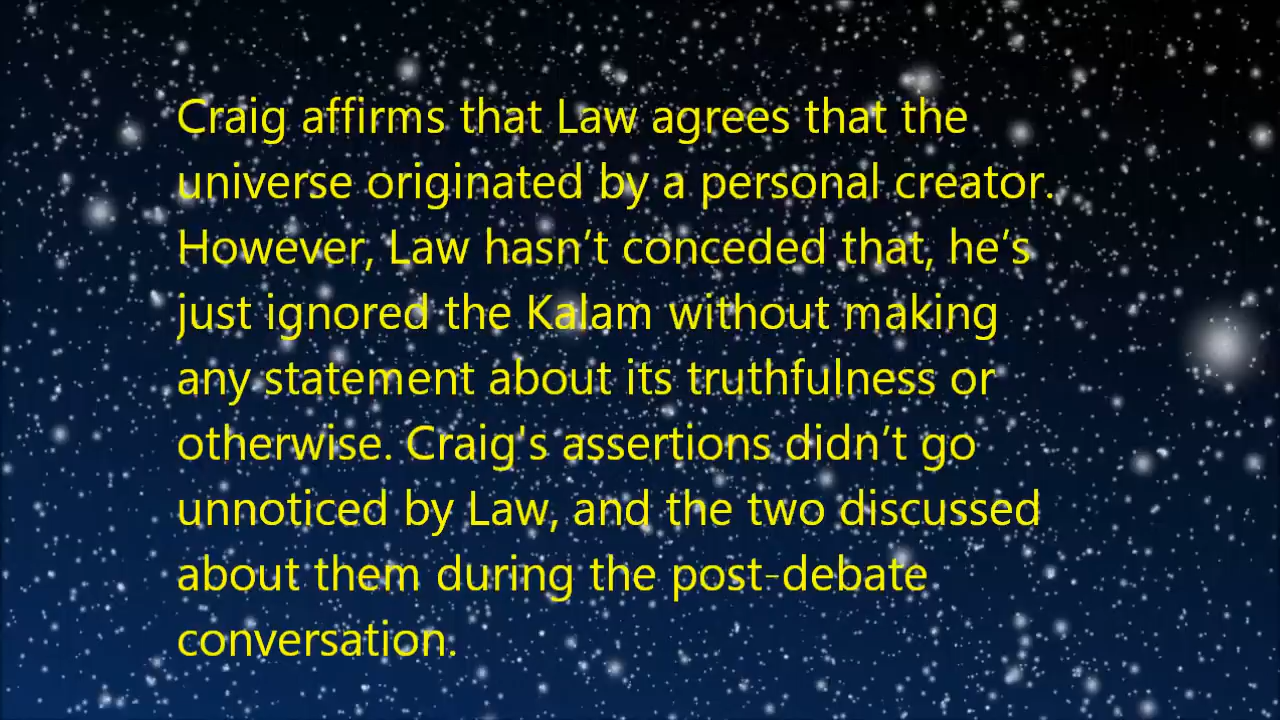 Craig affirms that Law agrees that the
universe originated by a personal creator.
However, Law hasn’t conceded that, he’s
just ignored the Kalam without making
any statement about its truthfulness or
otherwise. Craig's assertions didn’t go
unnoticed by Law, and the two discussed
about them during the post-debate
conversation.